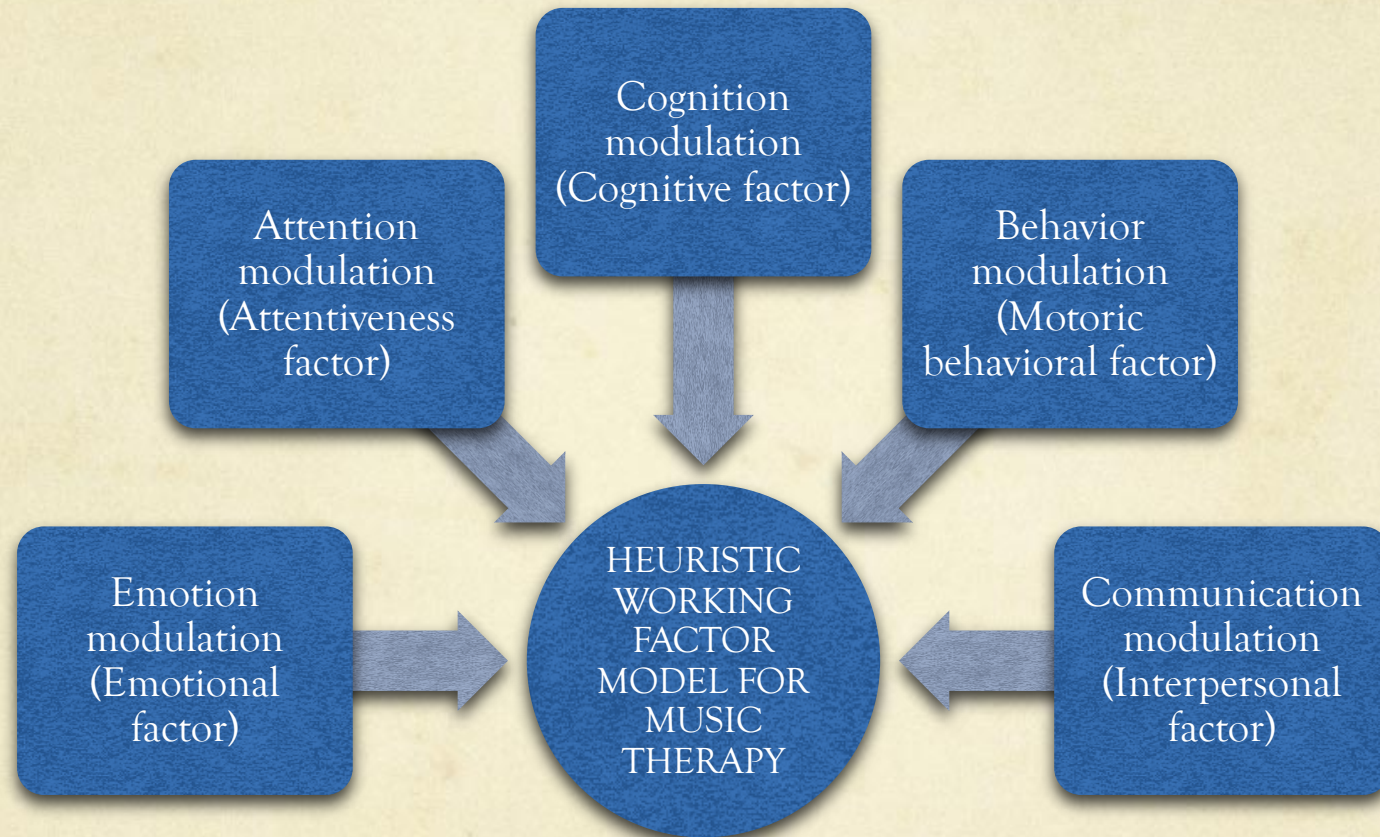 Emotion
modulation
(Emotional
factor)
Attention
modulation
(Attentiveness
factor)
Cognition
modulation
(Cognitive factor)
Behavior
modulation
(Motoric
behavioral factor)
Communication
modulation
(Interpersonal
factor)
HEURISTIC
WORKING
FACTOR
MODEL FOR
MUSIC
THERAPY